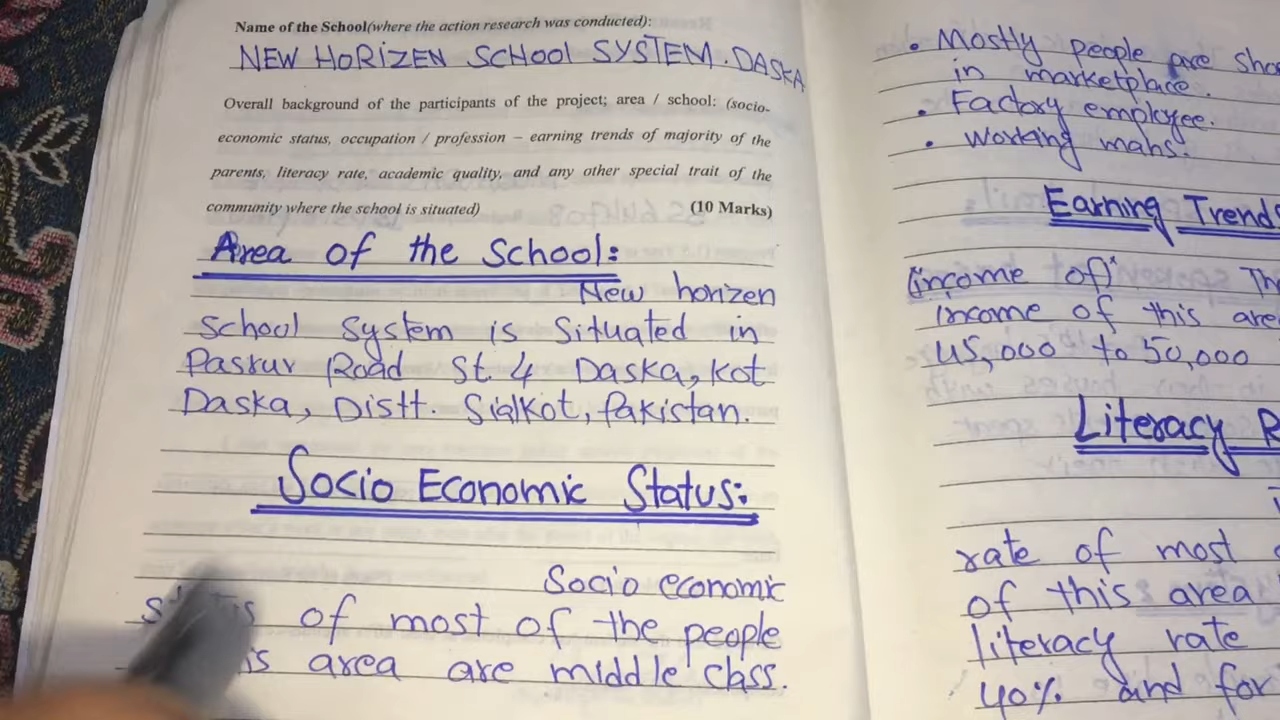 Name of the School(where the action research was conducted):
NEW HORIZEN SCHOOL SYSTEM. DASKA
Overall background of the participants of the project; area / school: (socio-
economic status, occupation / profession – earning trends of majority of the
parents, literacy rate, academic quality, and any other special trait of the
community where the school is situated) (10 Marks)
Area of the School:
New horizen
School System is Situated in
Pasrur Road St. 4 Daska, Kot
Daska, Distt. Sialkot, Pakistan.
Socio Economic Status:
Socio economic
of most of the people
area are middle class.
• Mostly people are
in marketplace.
• Factory employee.
• Working mans.
Earning
income of)
income of this
45,000 to 50,000
Literacy
rate of most
of this area
literacy rate
40% and for